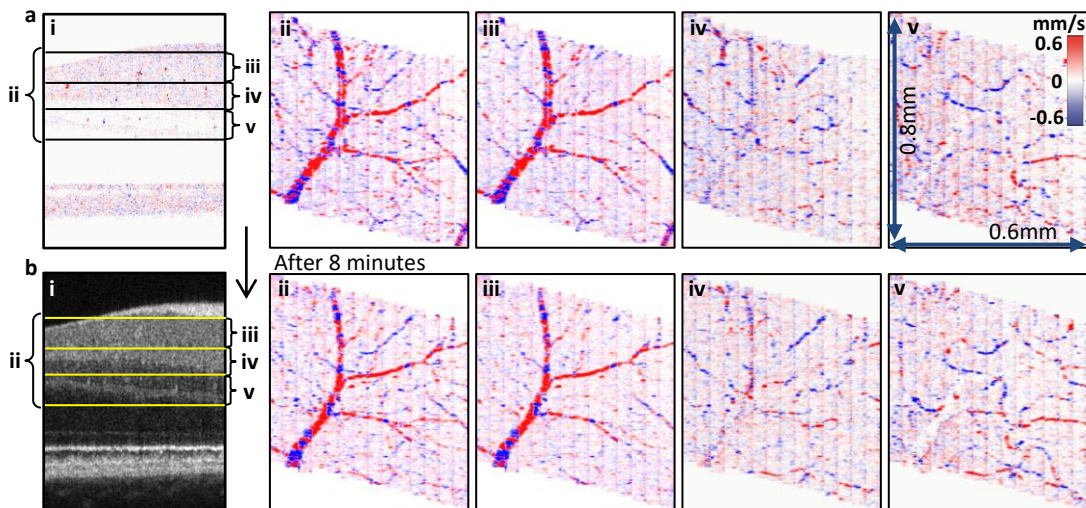 a
i
ii
iii
iv
v
ii
iii
iv
v
mm/s
0.6
0
-0.6
0.8mm
0.6mm
After 8 minutes
b
i
ii
iii
iv
v
ii
iii
iv
v